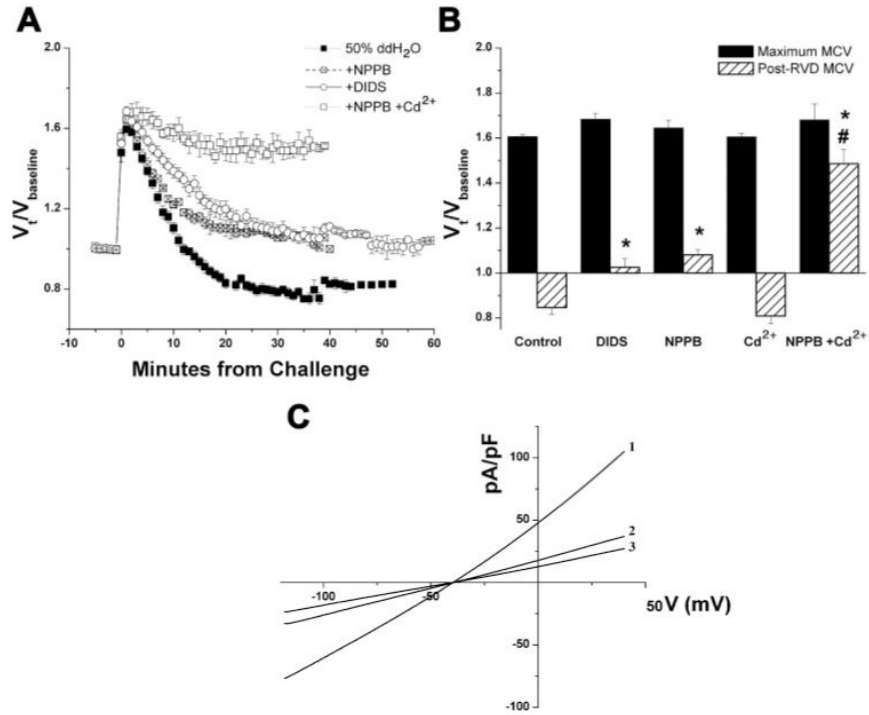 A
50% ddH₂O
+NPPB
+DIDS
+NPPB +Cd²⁺
Vt/Vbaseline
2.0
1.6
1.2
0.8
-10 0 10 20 30 40 50 60
Minutes from Challenge
B
Maximum MCV
Post-RVD MCV
Vt/Vbaseline
2.0
1.8
1.6
1.4
1.2
1.0
0.8
*
*
*
#
Control DIDS NPPB Cd²⁺ NPPB +Cd²⁺
C
pA/pF
100
50
-50
-100
-100 -50 50 V (mV)
1
2
3